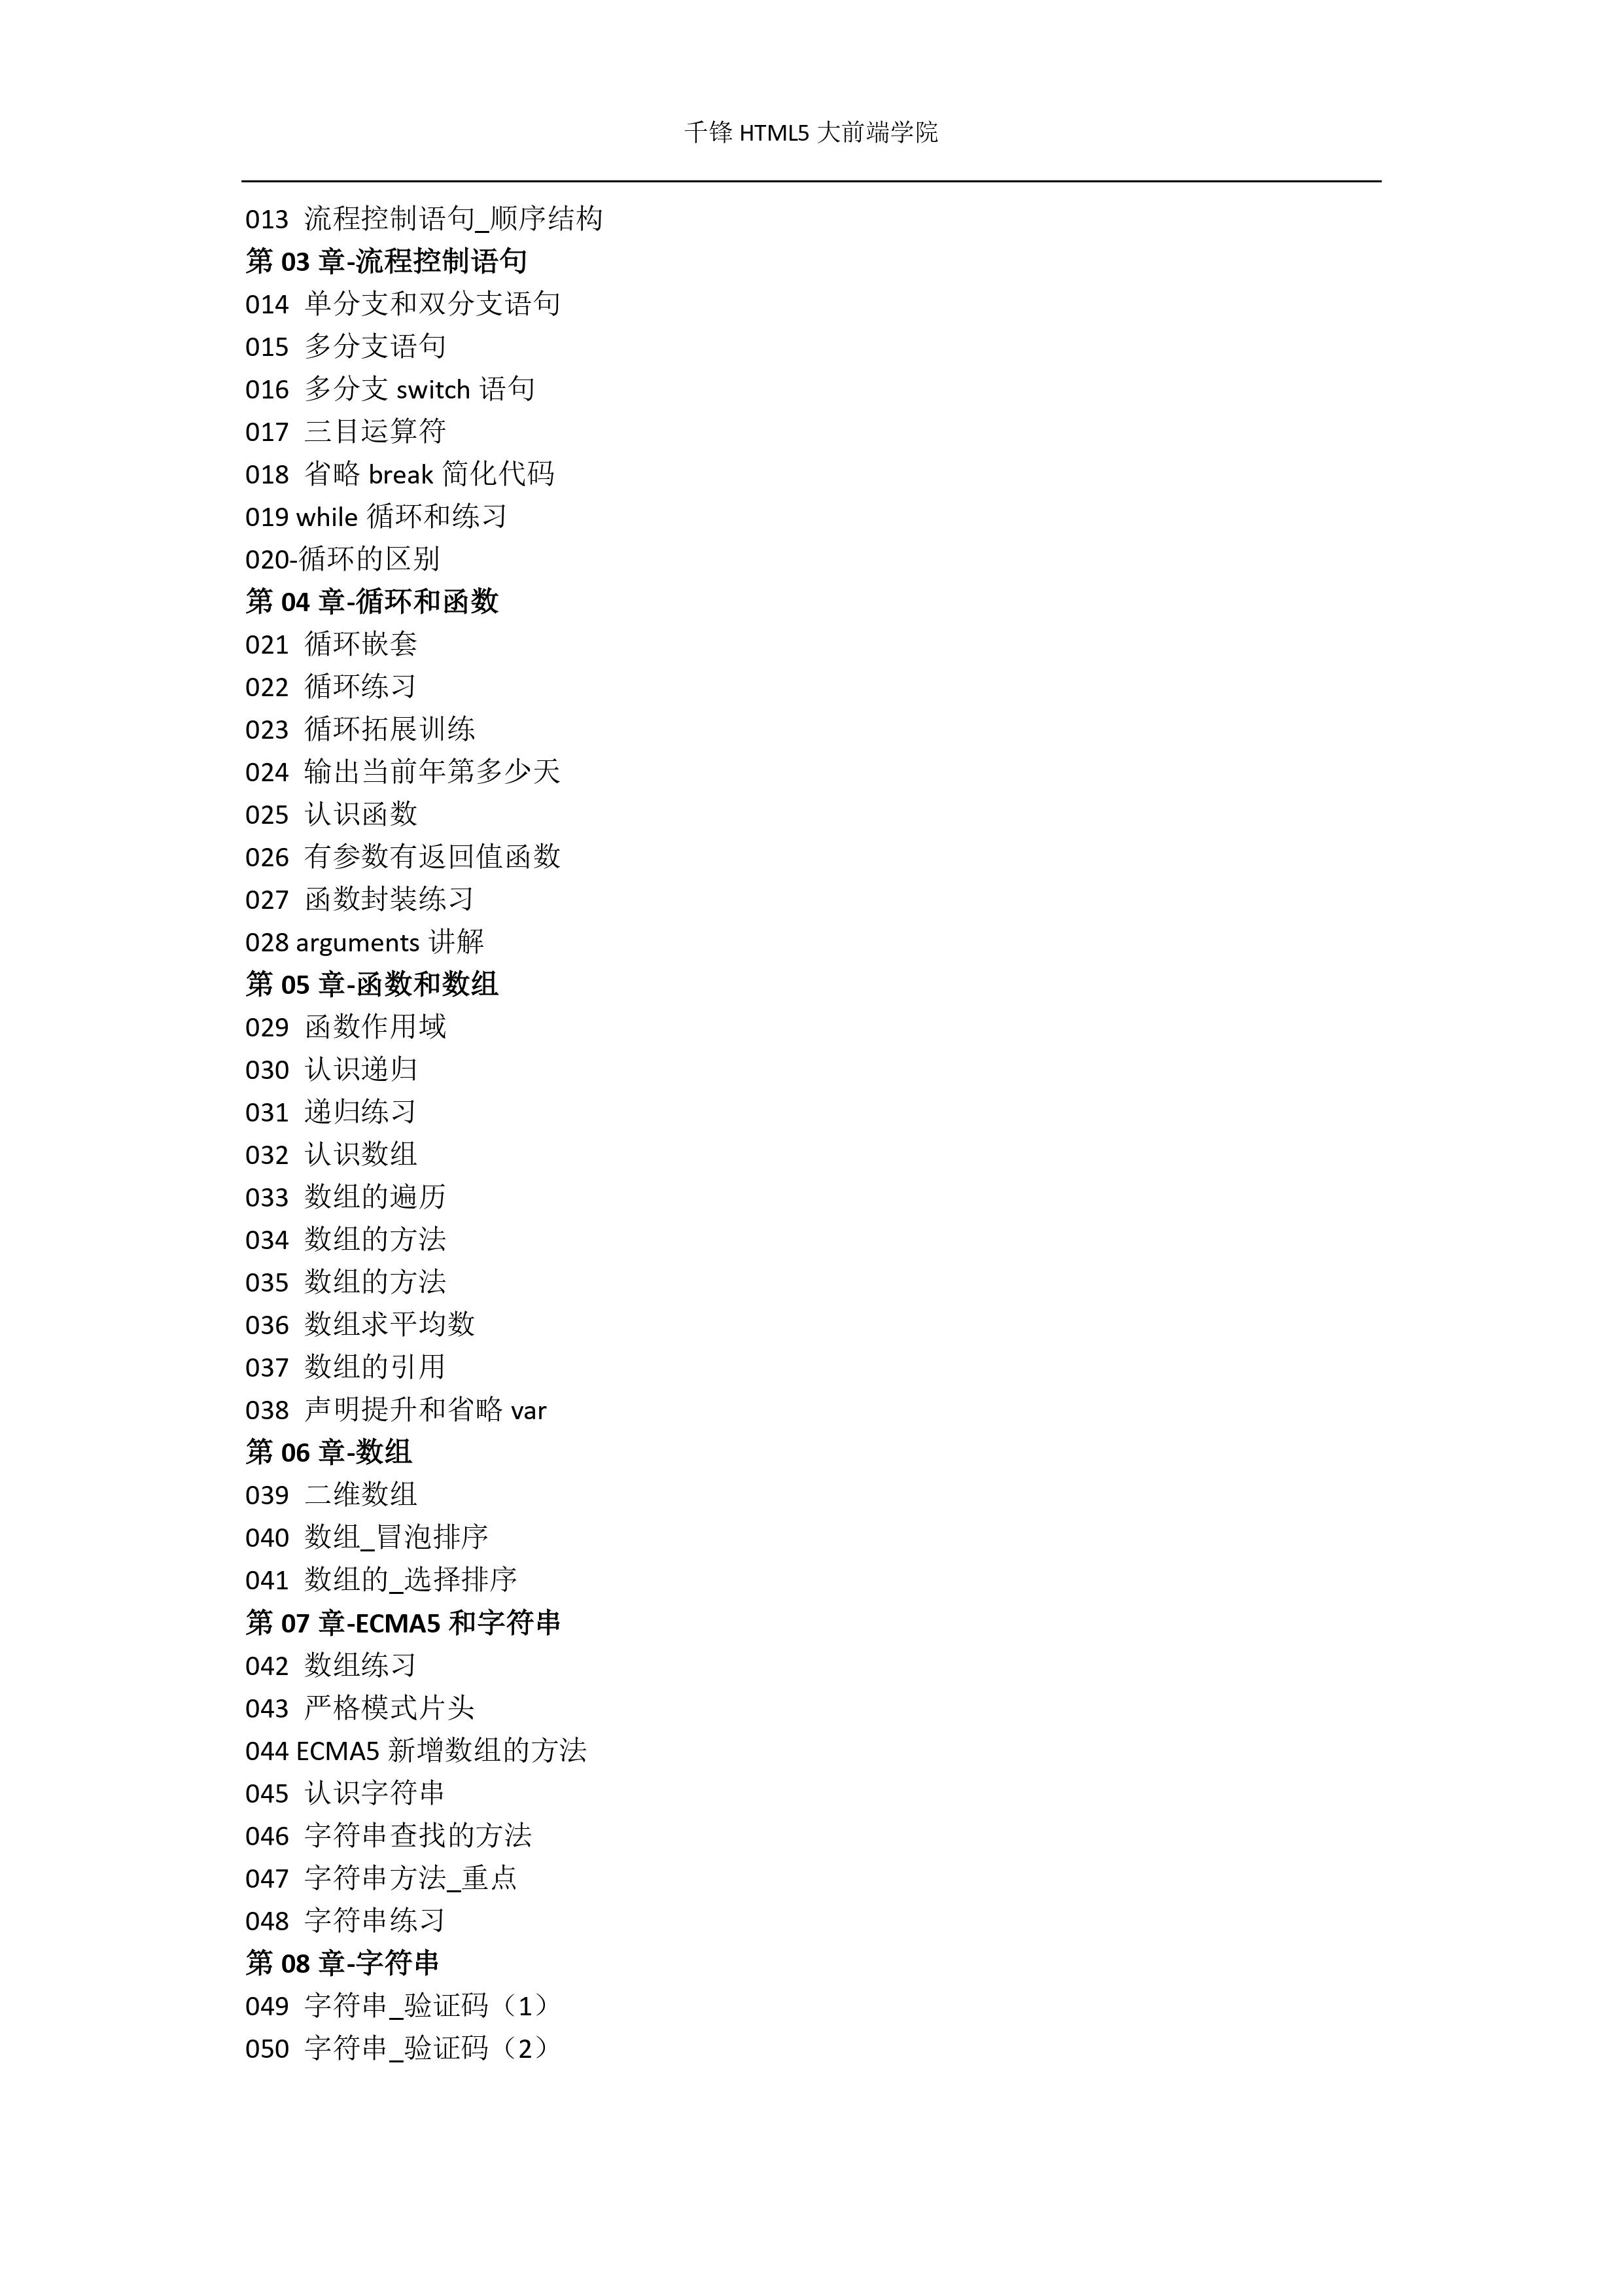 千锋 HTML5 大前端学院
013 流程控制语句_顺序结构
第 03 章-流程控制语句
014 单分支和双分支语句
015 多分支语句
016 多分支 switch 语句
017 三目运算符
018 省略 break 简化代码
019 while 循环和练习
020-循环的区别
第 04 章-循环和函数
021 循环嵌套
022 循环练习
023 循环拓展训练
024 输出当前年第多少天
025 认识函数
026 有参数有返回值函数
027 函数封装练习
028 arguments 讲解
第 05 章-函数和数组
029 函数作用域
030 认识递归
031 递归练习
032 认识数组
033 数组的遍历
034 数组的方法
035 数组的方法
036 数组求平均数
037 数组的引用
038 声明提升和省略 var
第 06 章-数组
039 二维数组
040 数组_冒泡排序
041 数组的_选择排序
第 07 章-ECMA5 和字符串
042 数组练习
043 严格模式片头
044 ECMA5 新增数组的方法
045 认识字符串
046 字符串查找的方法
047 字符串方法_重点
048 字符串练习
第 08 章-字符串
049 字符串_验证码（1）
050 字符串_验证码（2）